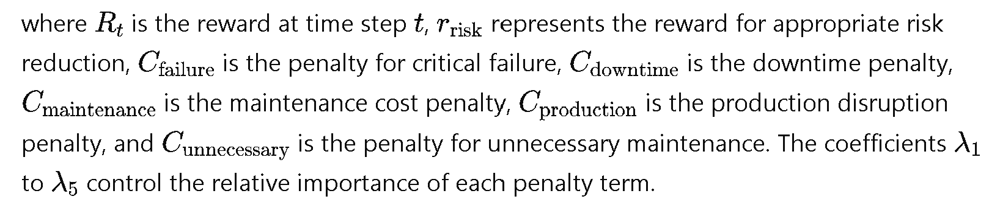 where $R_t$ is the reward at time step $t$, $r_{\text{risk}}$ represents the reward for appropriate risk
reduction, $C_{\text{failure}}$ is the penalty for critical failure, $C_{\text{downtime}}$ is the downtime penalty,
$C_{\text{maintenance}}$ is the maintenance cost penalty, $C_{\text{production}}$ is the production disruption
penalty, and $C_{\text{unnecessary}}$ is the penalty for unnecessary maintenance. The coefficients $\lambda_1$
to $\lambda_5$ control the relative importance of each penalty term.